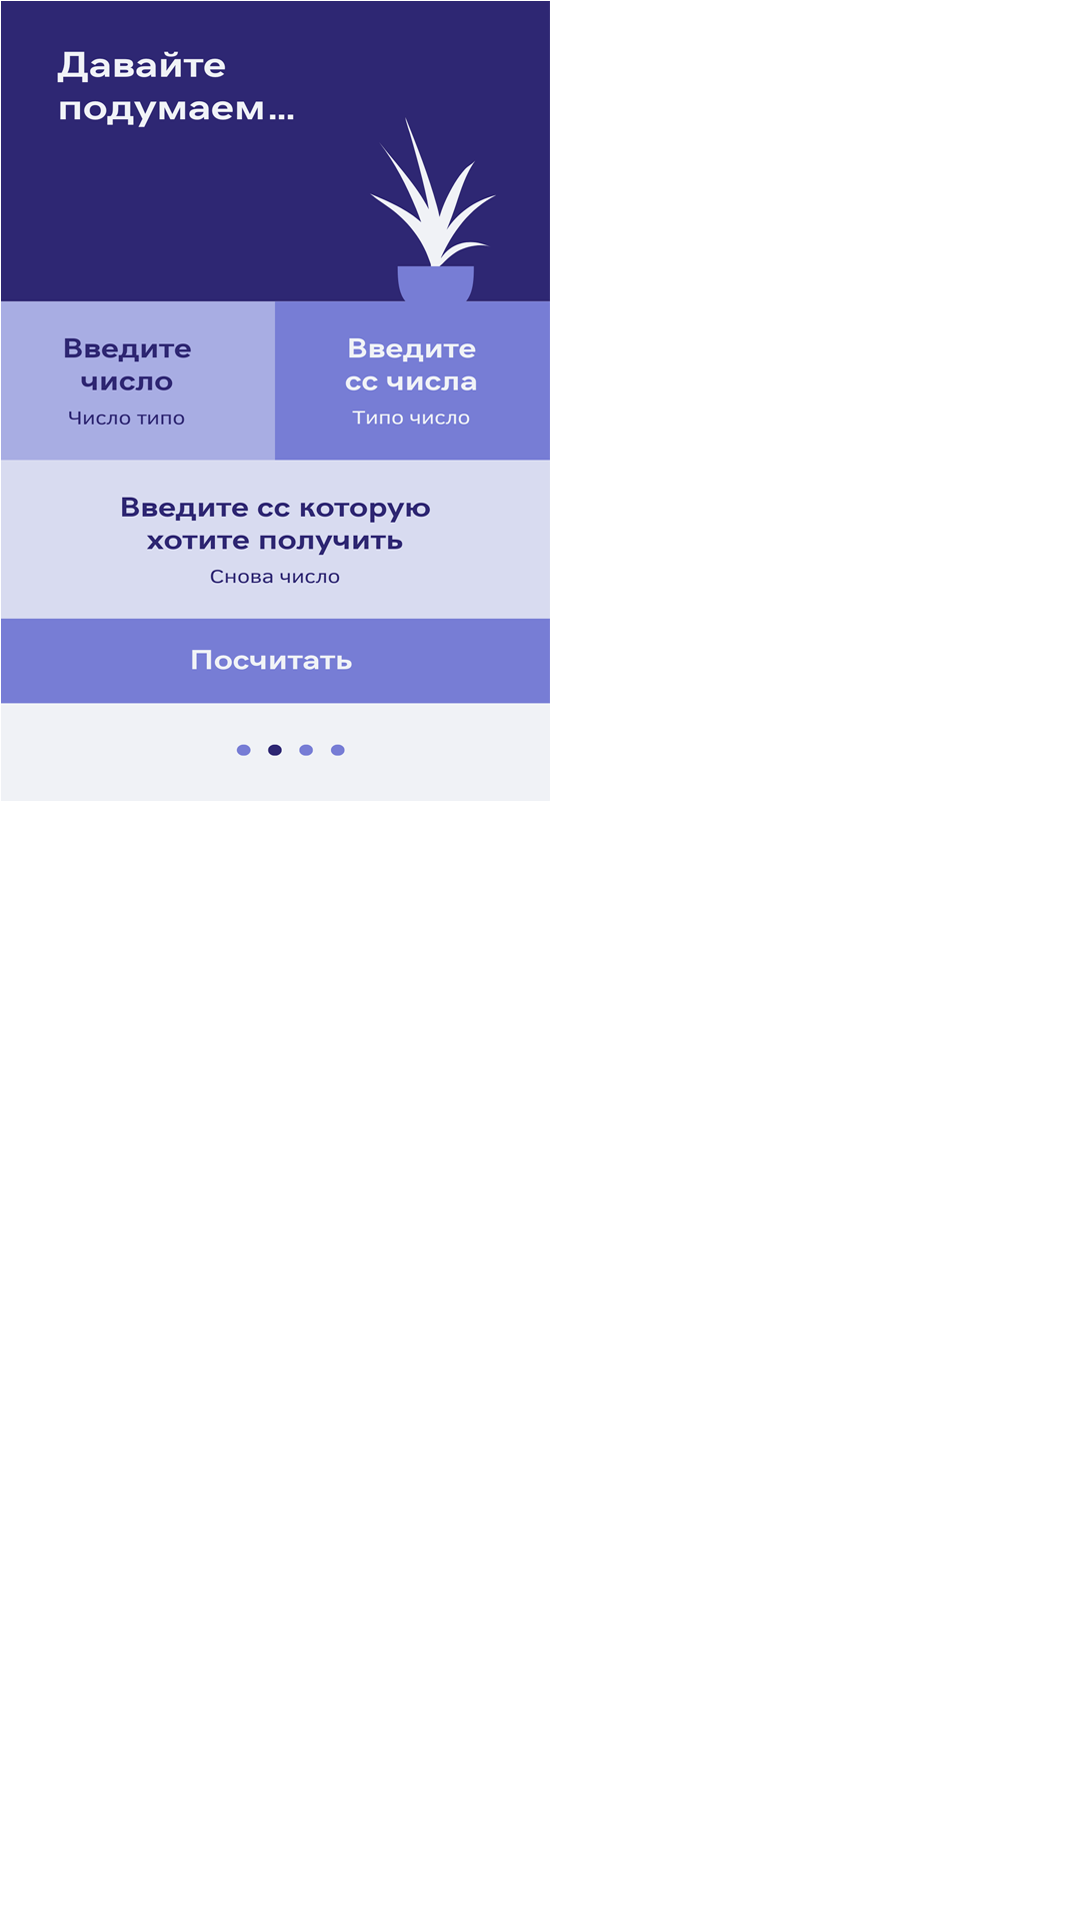 Давайте
подумаем...
Введите
число
Число типо
Введите
сс числа
Типо число
Введите сс которую
хотите получить
Снова число
Посчитать